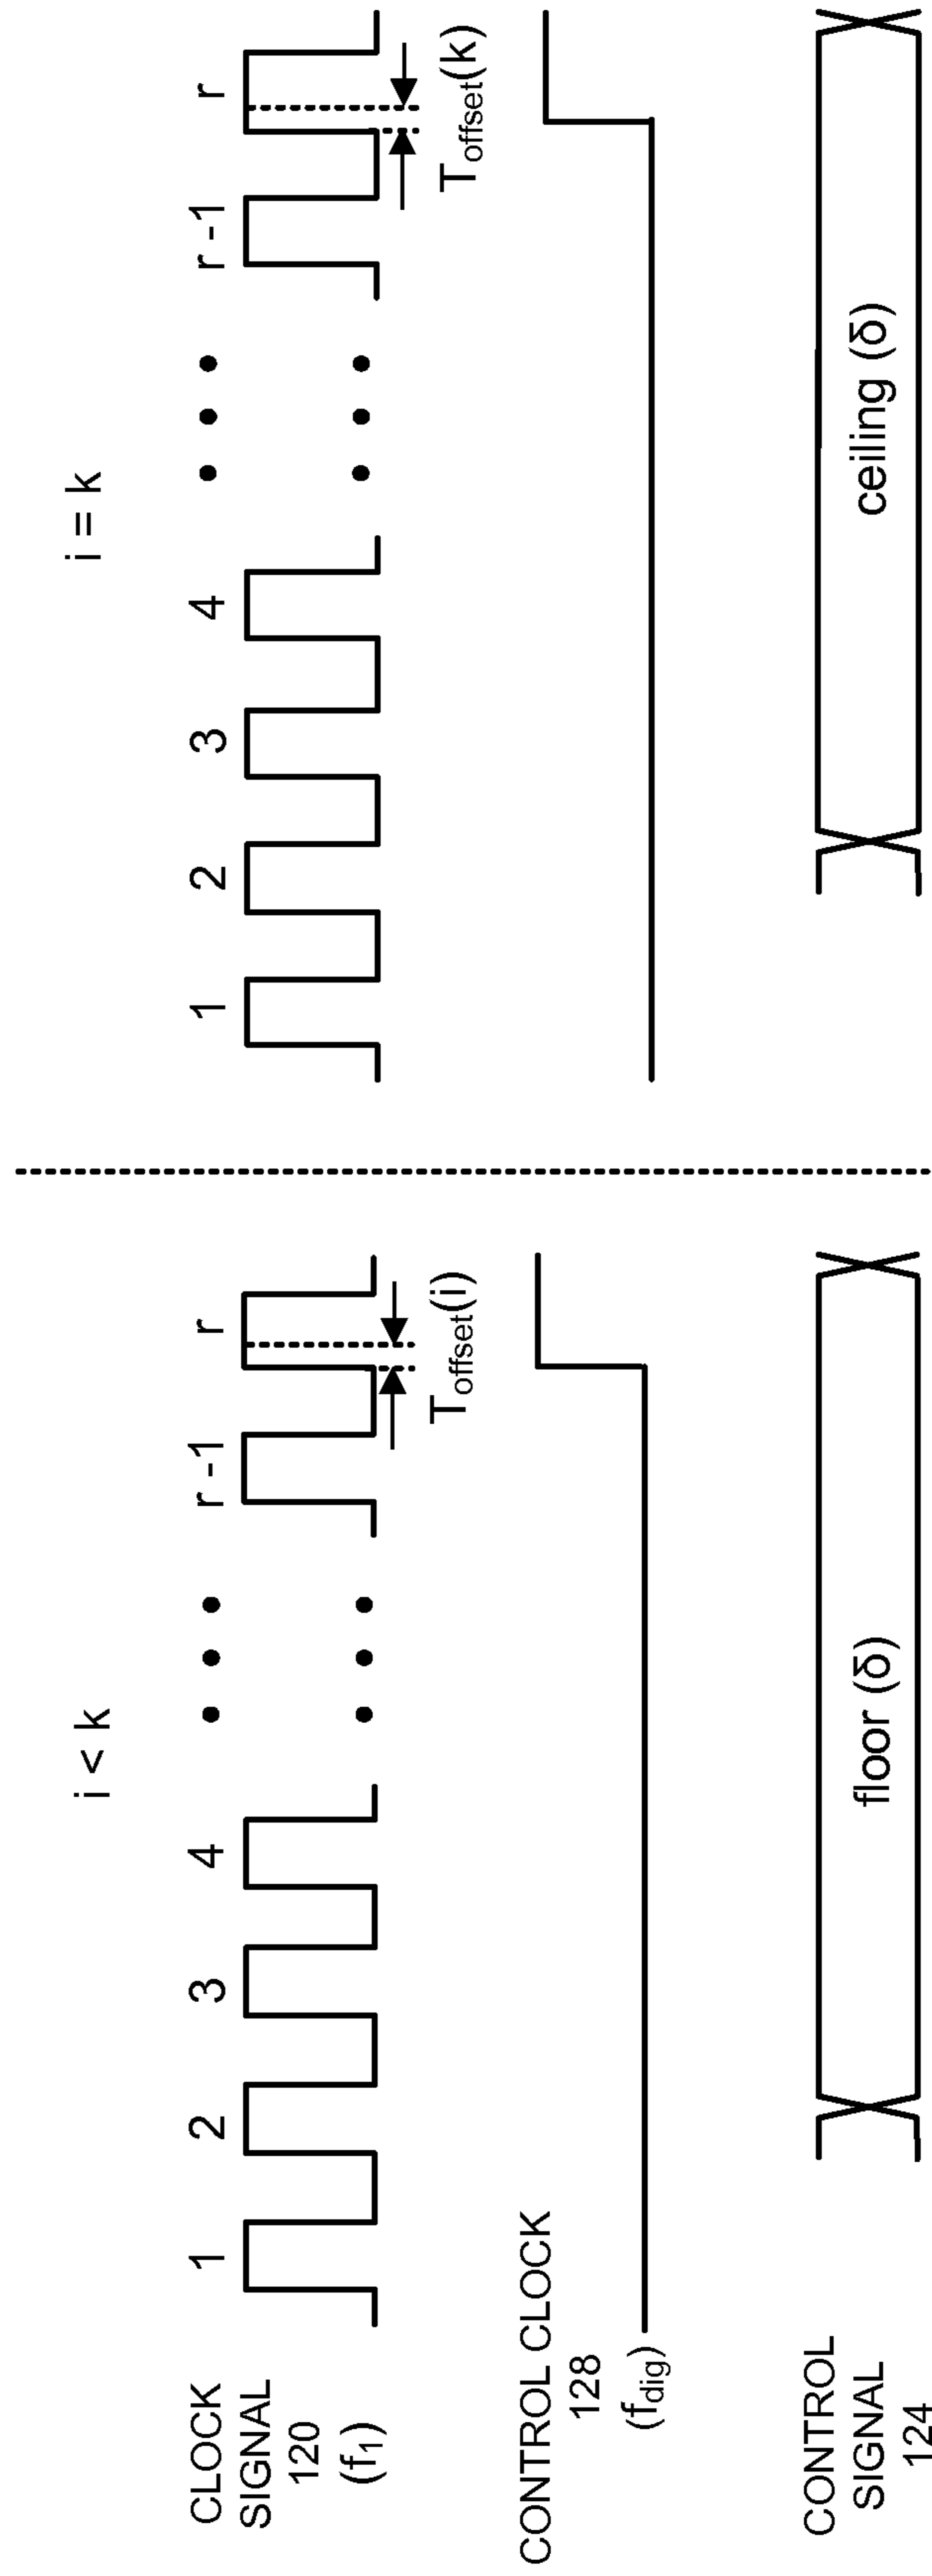 i < k
i = k
CLOCK
SIGNAL
120
(f1)
1 2 3 4 r -1 r
1 2 3 4 r -1 r
Toffset(i)
Toffset(k)
CONTROL CLOCK
128
(fdig)
CONTROL
SIGNAL
124
floor (δ)
ceiling (δ)